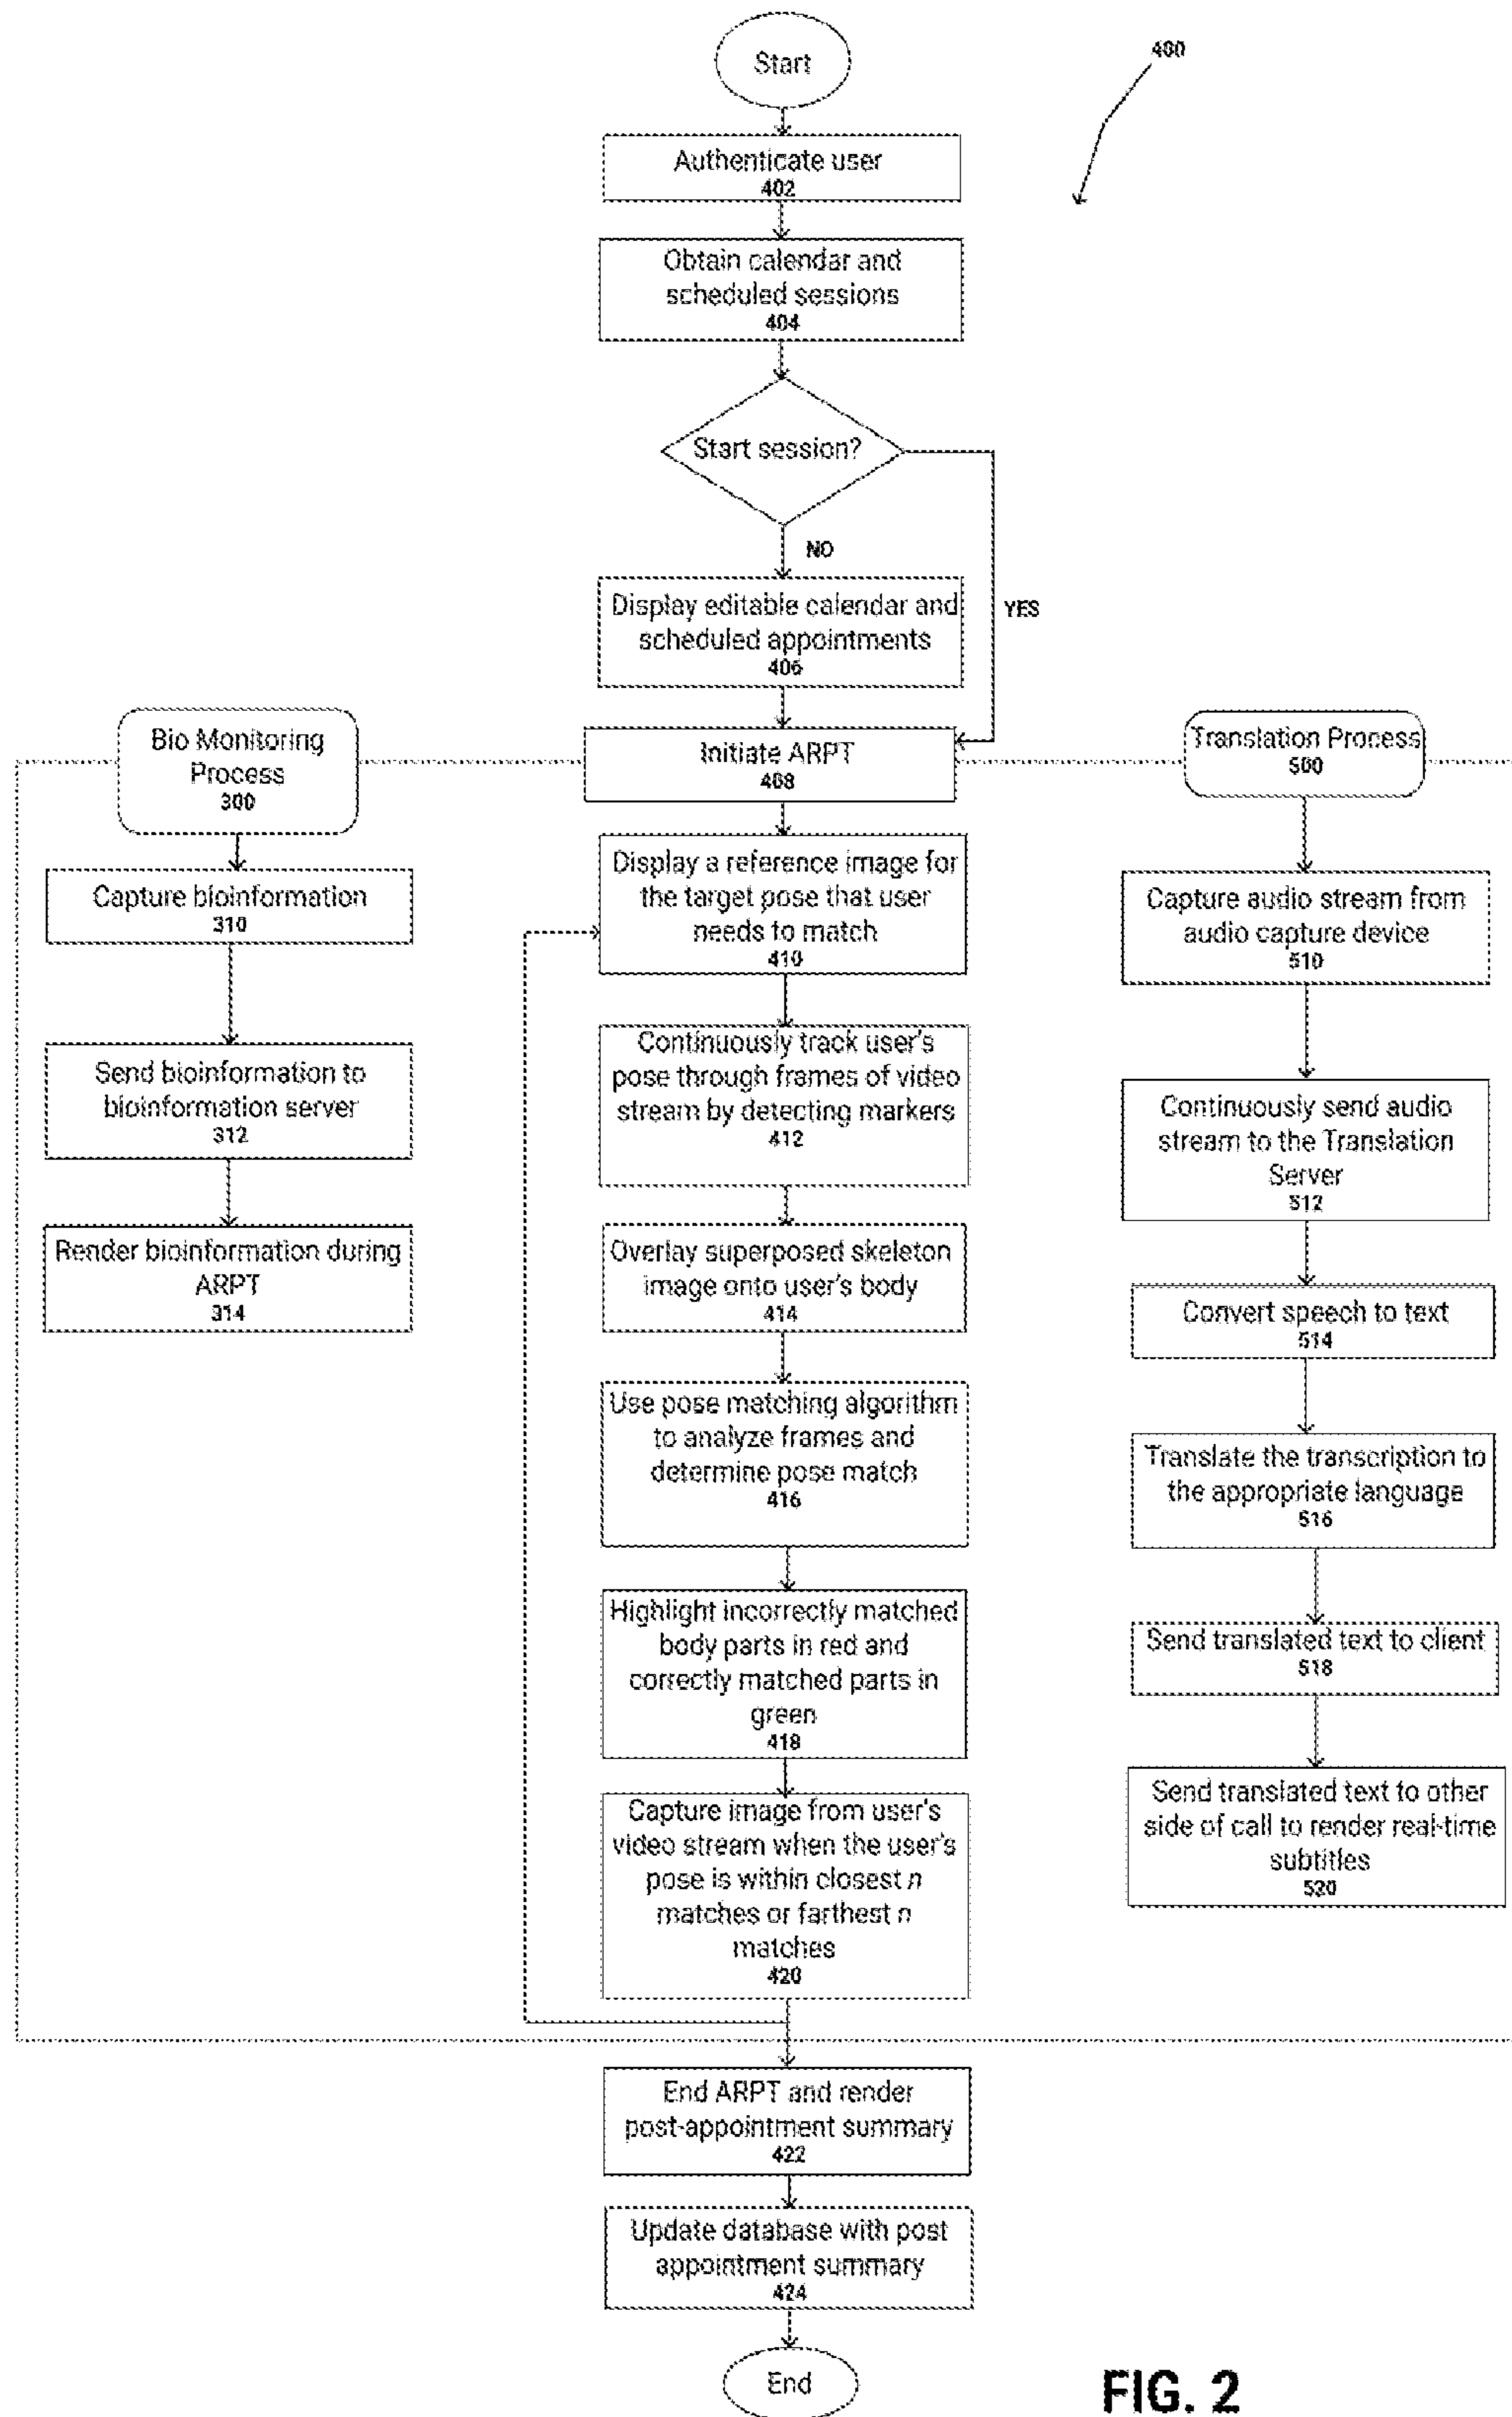 Start
400
Authenticate user
402
Obtain calendar and
scheduled sessions
404
Start session?
NO
YES
Display editable calendar and
scheduled appointments
406
Initiate ARPT
408
Bio Monitoring
Process
300
Capture bioinformation
310
Send bioinformation to
bioinformation server
312
Render bioinformation during
ARPT
314
Display a reference image for
the target pose that user
needs to match
410
Continuously track user's
pose through frames of video
stream by detecting markers
412
Overlay superposed skeleton
image onto user's body
414
Use pose matching algorithm
to analyze frames and
determine pose match
416
Highlight incorrectly matched
body parts in red and
correctly matched parts in
green
418
Capture image from user's
video stream when the user's
pose is within closest n
matches or farthest n
matches
420
Translation Process
500
Capture audio stream from
audio capture device
510
Continuously send audio
stream to the Translation
Server
512
Convert speech to text
514
Translate the transcription to
the appropriate language
516
Send translated text to client
518
Send translated text to other
side of call to render real-time
subtitles
520
End ARPT and render
post-appointment summary
422
Update database with post
appointment summary
424
End
FIG. 2